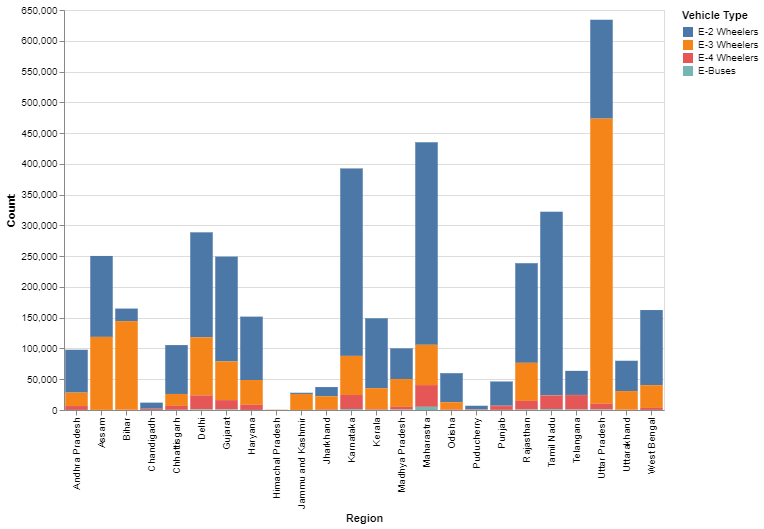 650,000
600,000
550,000
500,000
450,000
400,000
350,000
300,000
250,000
200,000
150,000
100,000
50,000
0
Count
Andhra Pradesh
Assam
Bihar
Chandigadh
Chhattisgarh
Delhi
Gujarat
Haryana
Himachal Pradesh
Jammu and Kashmir
Jharkhand
Karnataka
Kerala
Madhya Pradesh
Maharastra
Odisha
Puducherry
Punjab
Rajasthan
Tamil Nadu
Telangana
Uttar Pradesh
Uttarakhand
West Bengal
Region
Vehicle Type
E-2 Wheelers
E-3 Wheelers
E-4 Wheelers
E-Buses